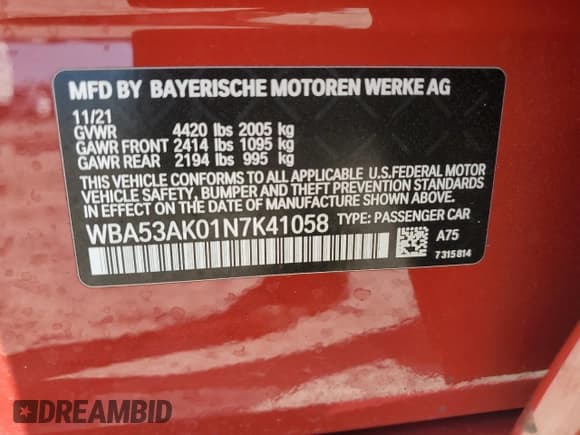 MFD BY BAYERISCHE MOTOREN WERKE AG
11/21
GVWR 4420 lbs 2005 kg
GAWR FRONT 2414 lbs 1095 kg
GAWR REAR 2194 lbs 995 kg
THIS VEHICLE CONFORMS TO ALL APPLICABLE U.S.FEDERAL MOTOR
VEHICLE SAFETY, BUMPER AND THEFT PREVENTION STANDARDS
IN EFFECT ON THE DATE OF MANUFACTURE SHOWN ABOVE.
WBA53AK01N7K41058 TYPE: PASSENGER CAR
A75
7315814
DREAMBID